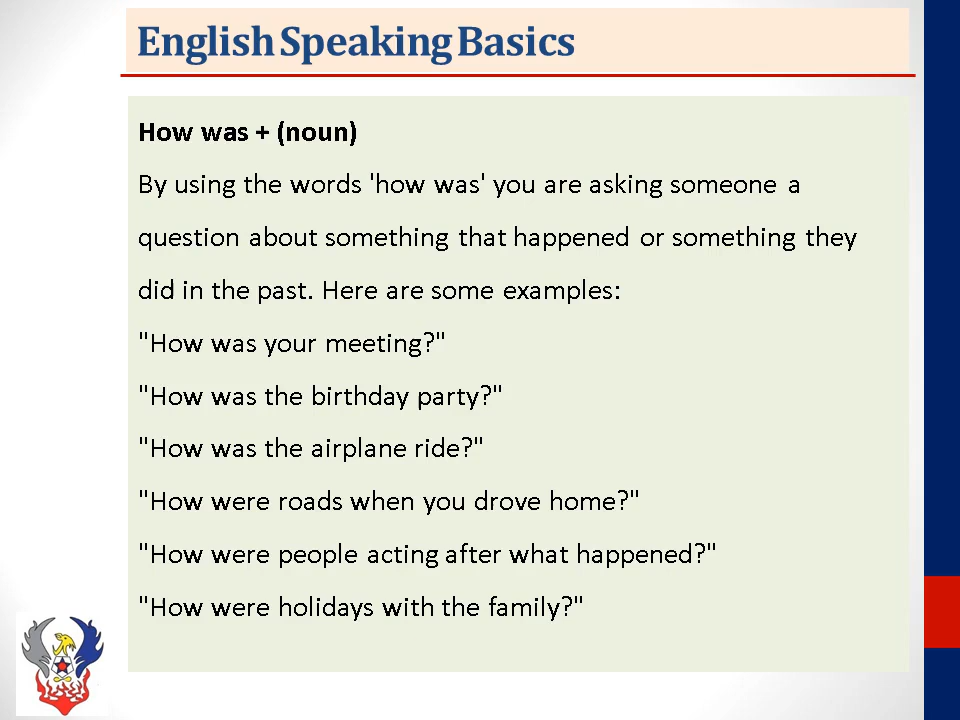 English Speaking Basics
How was + (noun)
By using the words 'how was' you are asking someone a
question about something that happened or something they
did in the past. Here are some examples:
"How was your meeting?"
"How was the birthday party?"
"How was the airplane ride?"
"How were roads when you drove home?"
"How were people acting after what happened?"
"How were holidays with the family?"